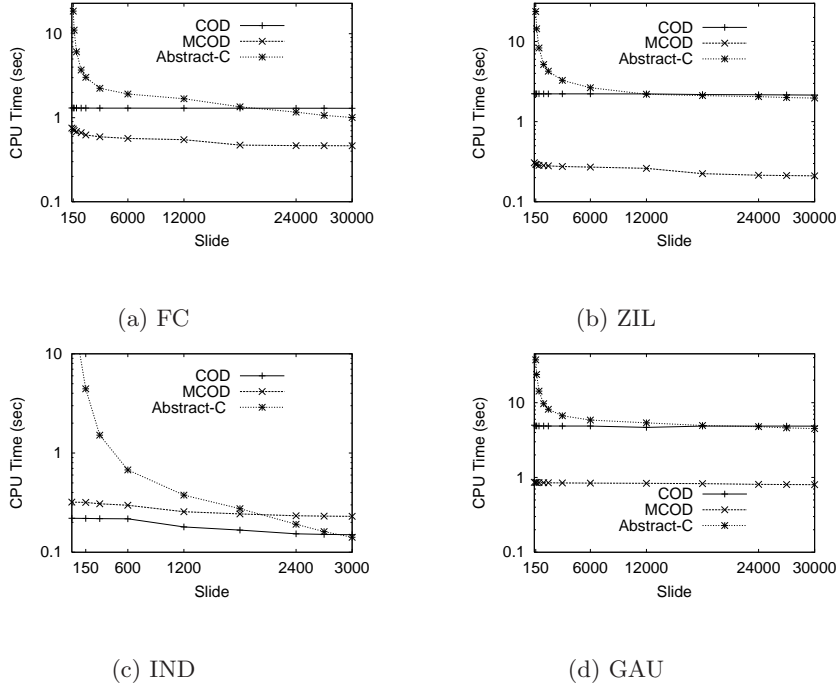 10
1
0.1
150
6000
12000
24000
30000
CPU Time (sec)
Slide
COD
MCOD
Abstract-C
(a) FC
10
1
0.1
150
6000
12000
24000
30000
CPU Time (sec)
Slide
COD
MCOD
Abstract-C
(b) ZIL
10
1
0.1
150
600
1200
2400
3000
CPU Time (sec)
Slide
COD
MCOD
Abstract-C
(c) IND
10
1
0.1
150
6000
12000
24000
30000
CPU Time (sec)
Slide
COD
MCOD
Abstract-C
(d) GAU